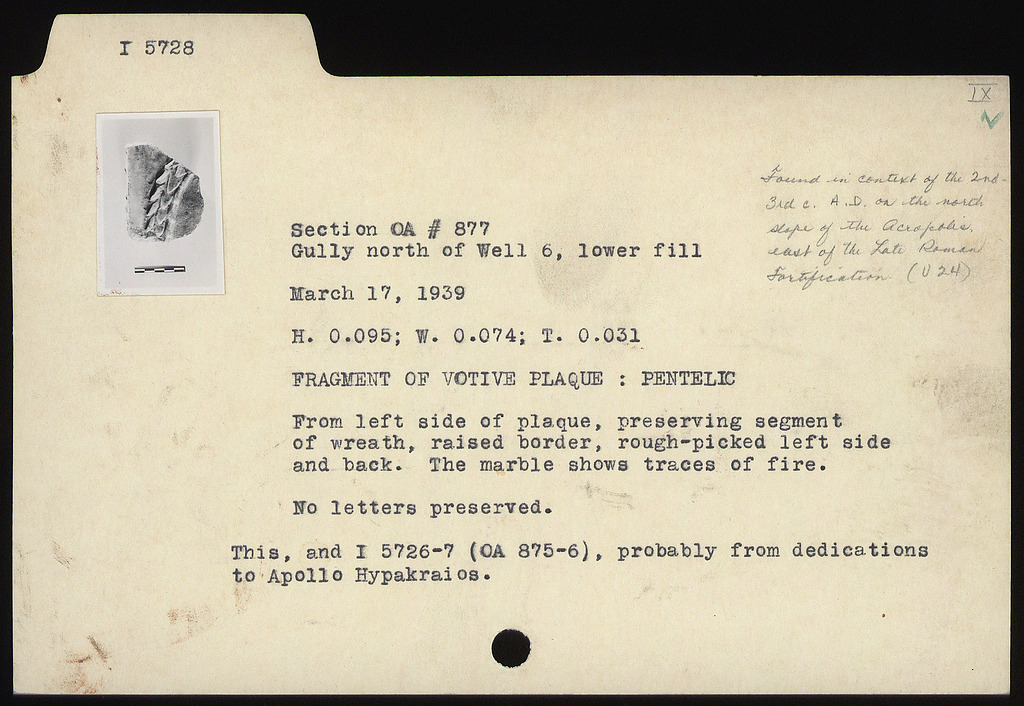 I 5728
IX
Found in context of the 2nd-
3rd c. A.D. on the north
slope of the Acropolis,
east of the Late Roman
Fortification (U 24)
Section OA # 877
Gully north of Well 6, lower fill
March 17, 1939
H. 0.095; W. 0.074; T. 0.031
FRAGMENT OF VOTIVE PLAQUE : PENTELIC
From left side of plaque, preserving segment
of wreath, raised border, rough-picked left side
and back. The marble shows traces of fire.
No letters preserved.
This, and I 5726-7 (OA 875-6), probably from dedications
to Apollo Hypakraios.